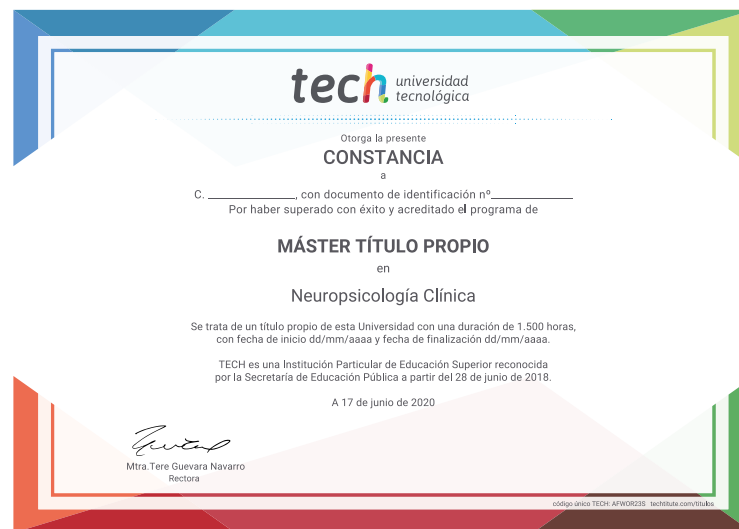 tech universidad
tecnológica
Otorga la presente
CONSTANCIA
a
C. ______________, con documento de identificación nº_____________
Por haber superado con éxito y acreditado el programa de
MÁSTER TÍTULO PROPIO
en
Neuropsicología Clínica
Se trata de un título propio de esta Universidad con una duración de 1.500 horas,
con fecha de inicio dd/mm/aaaa y fecha de finalización dd/mm/aaaa.
TECH es una Institución Particular de Educación Superior reconocida
por la Secretaría de Educación Pública a partir del 28 de junio de 2018.
A 17 de junio de 2020
Mtra.Tere Guevara Navarro
Rectora
código único TECH: AFWOR23S techtitute.com/títulos